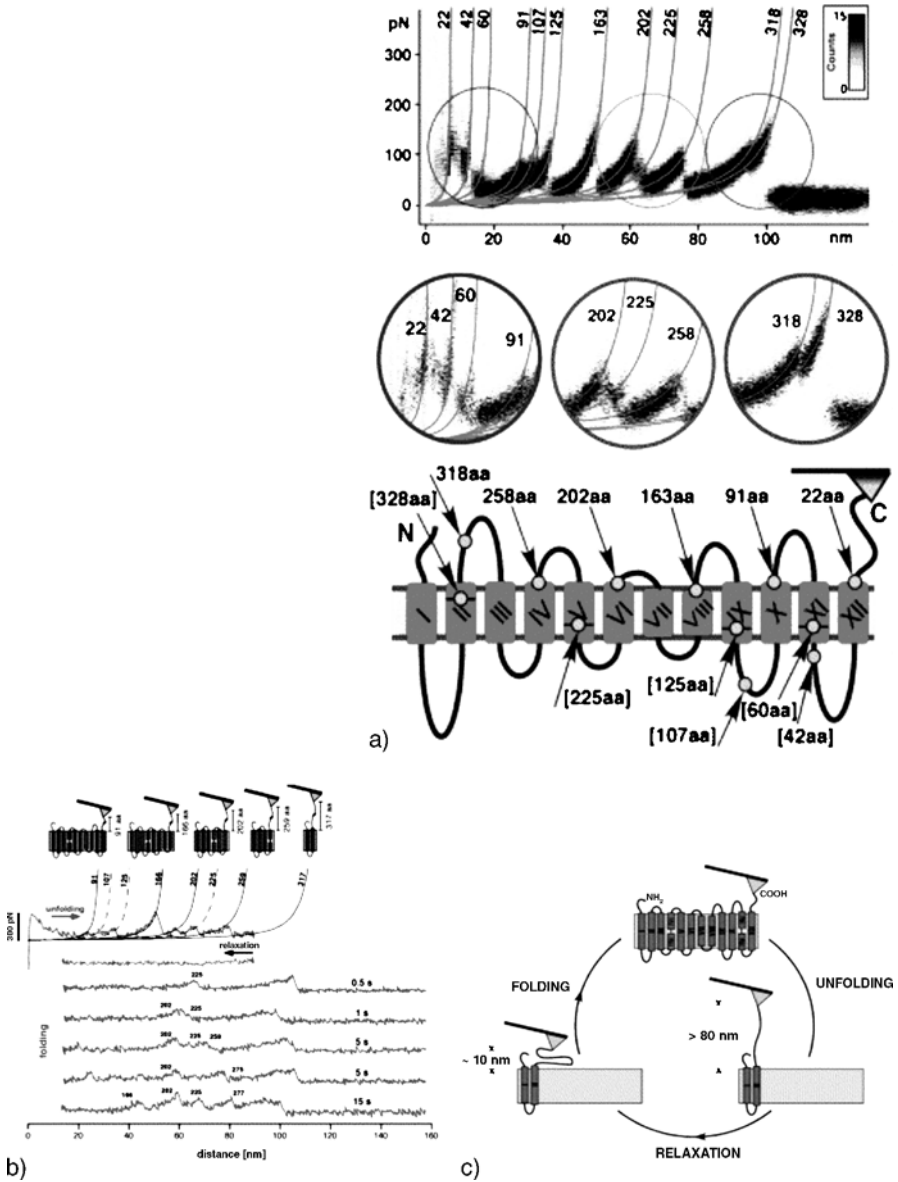 pN
22 42 60 91 107 125 163 202 225 258 318 328
300
200
100
0
0 20 40 60 80 100 nm
15
Counts
0
22 42 60 91
202 225 258
318 328
318aa
[328aa] 258aa 202aa 163aa 91aa 22aa
N C
I II III IV V VI VII VIII IX X XI XII
[225aa] [125aa] [60aa]
[107aa] [42aa]
a)
91 aa 166 aa 202 aa 259 aa 317 aa
91 107 125 166 202 225 259 317
unfolding
300 pN
relaxation
folding
225 0.5 s
202 225 1 s
202 225 258 5 s
202 275 5 s
166 202 225 277 15 s
0 20 40 60 80 100 120 140 160
distance [nm]
b)
NH2 COOH
FOLDING UNFOLDING
~ 10 nm > 80 nm
RELAXATION
c)